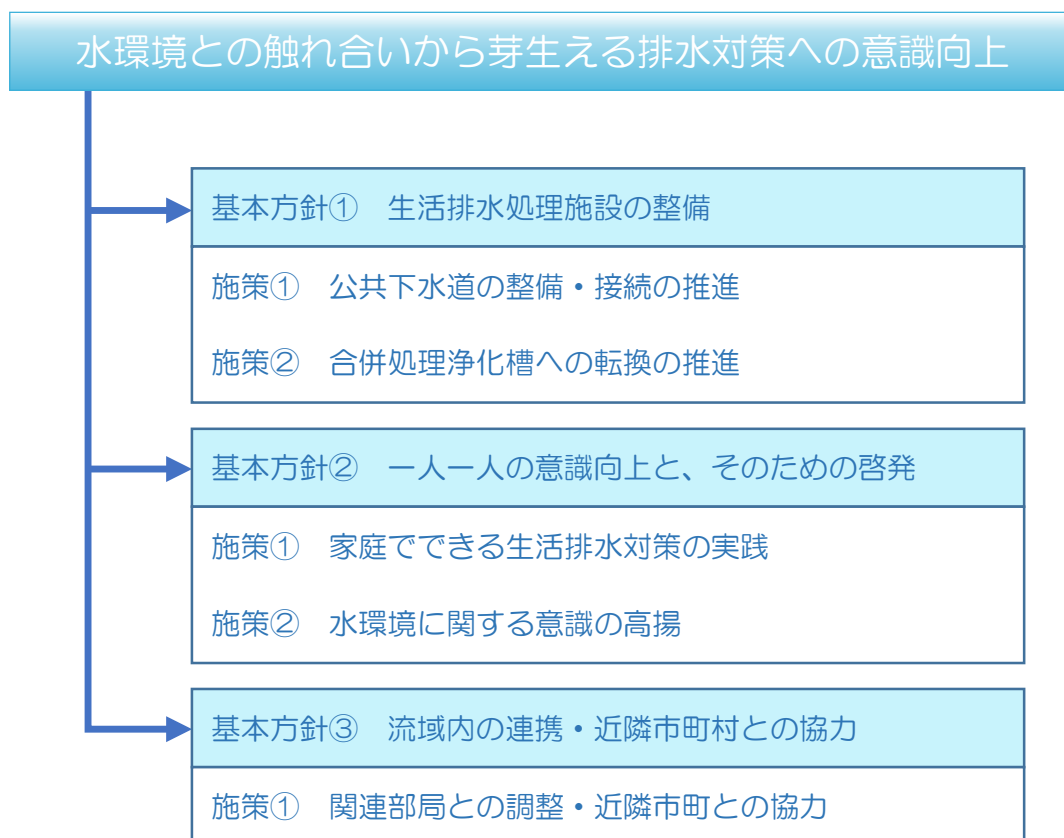 水環境との触れ合いから芽生える排水対策への意識向上
基本方針①　生活排水処理施設の整備
施策①　公共下水道の整備・接続の推進
施策②　合併処理浄化槽への転換の推進
基本方針②　一人一人の意識向上と、そのための啓発
施策①　家庭でできる生活排水対策の実践
施策②　水環境に関する意識の高揚
基本方針③　流域内の連携・近隣市町村との協力
施策①　関連部局との調整・近隣市町との協力